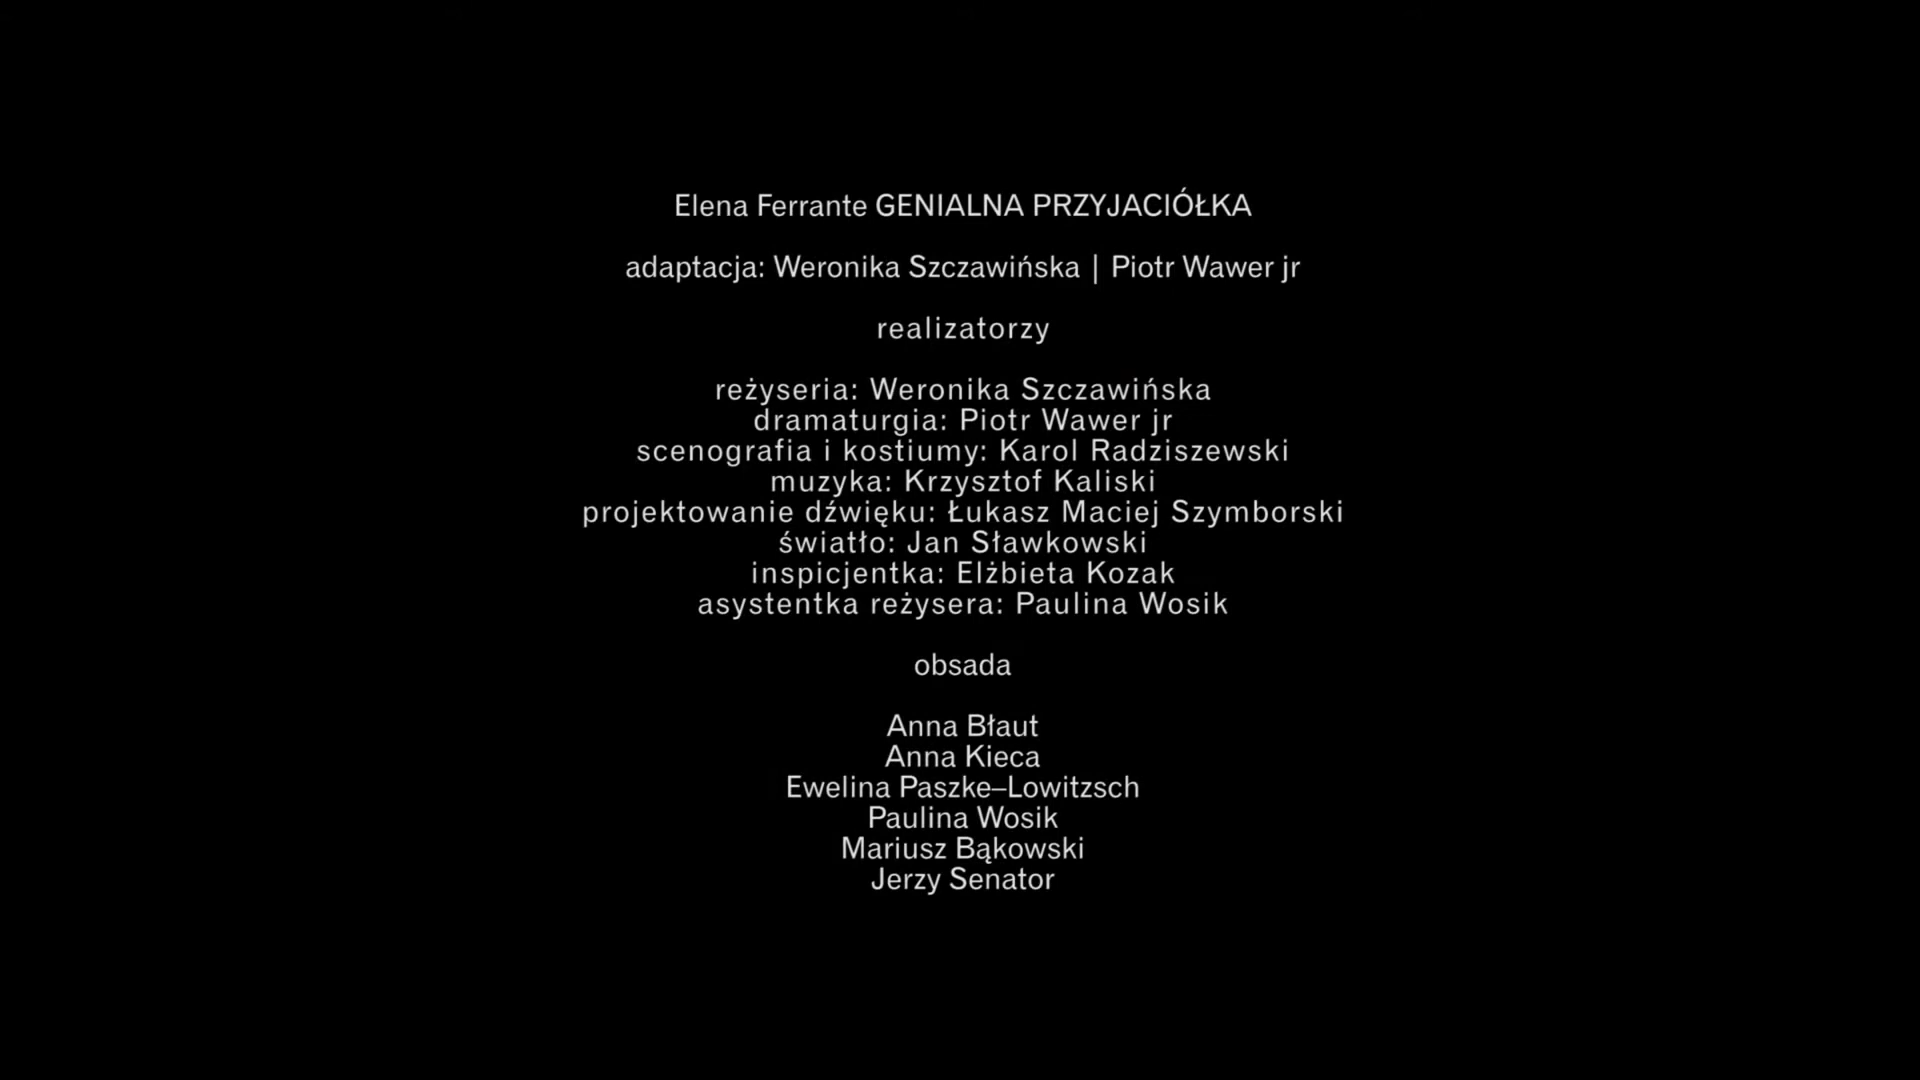 Elena Ferrante GENIALNA PRZYJACIÓŁKA
adaptacja: Weronika Szczawińska | Piotr Wawer jr
realizatorzy
reżyseria: Weronika Szczawińska
dramaturgia: Piotr Wawer jr
scenografia i kostiumy: Karol Radziszewski
muzyka: Krzysztof Kaliski
projektowanie dźwięku: Łukasz Maciej Szymborski
światło: Jan Sławkowski
inspicjentka: Elżbieta Kozak
asystentka reżysera: Paulina Wosik
obsada
Anna Błaut
Anna Kieca
Ewelina Paszke–Lowitzsch
Paulina Wosik
Mariusz Bąkowski
Jerzy Senator